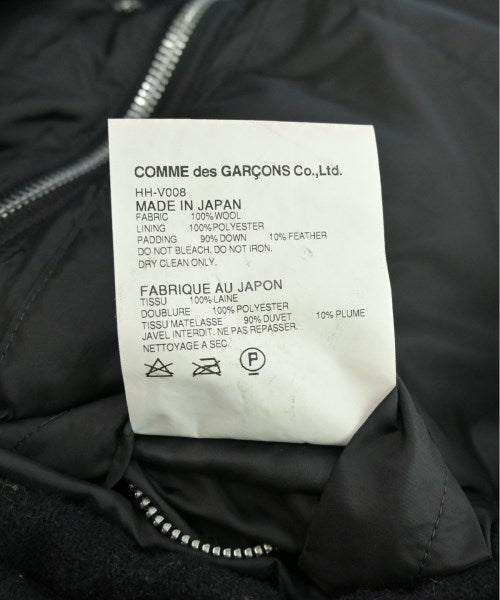 COMME des GARÇONS Co.,Ltd.
HH-V008
MADE IN JAPAN
FABRIC 100% WOOL
LINING 100% POLYESTER
PADDING 90% DOWN 10% FEATHER
DO NOT BLEACH. DO NOT IRON.
DRY CLEAN ONLY.
FABRIQUE AU JAPON
TISSU 100% LAINE
DOUBLURE 100% POLYESTER
TISSU MATELASSE 90% DUVET 10% PLUME
JAVEL INTERDIT. NE PAS REPASSER.
NETTOYAGE A SEC.
P